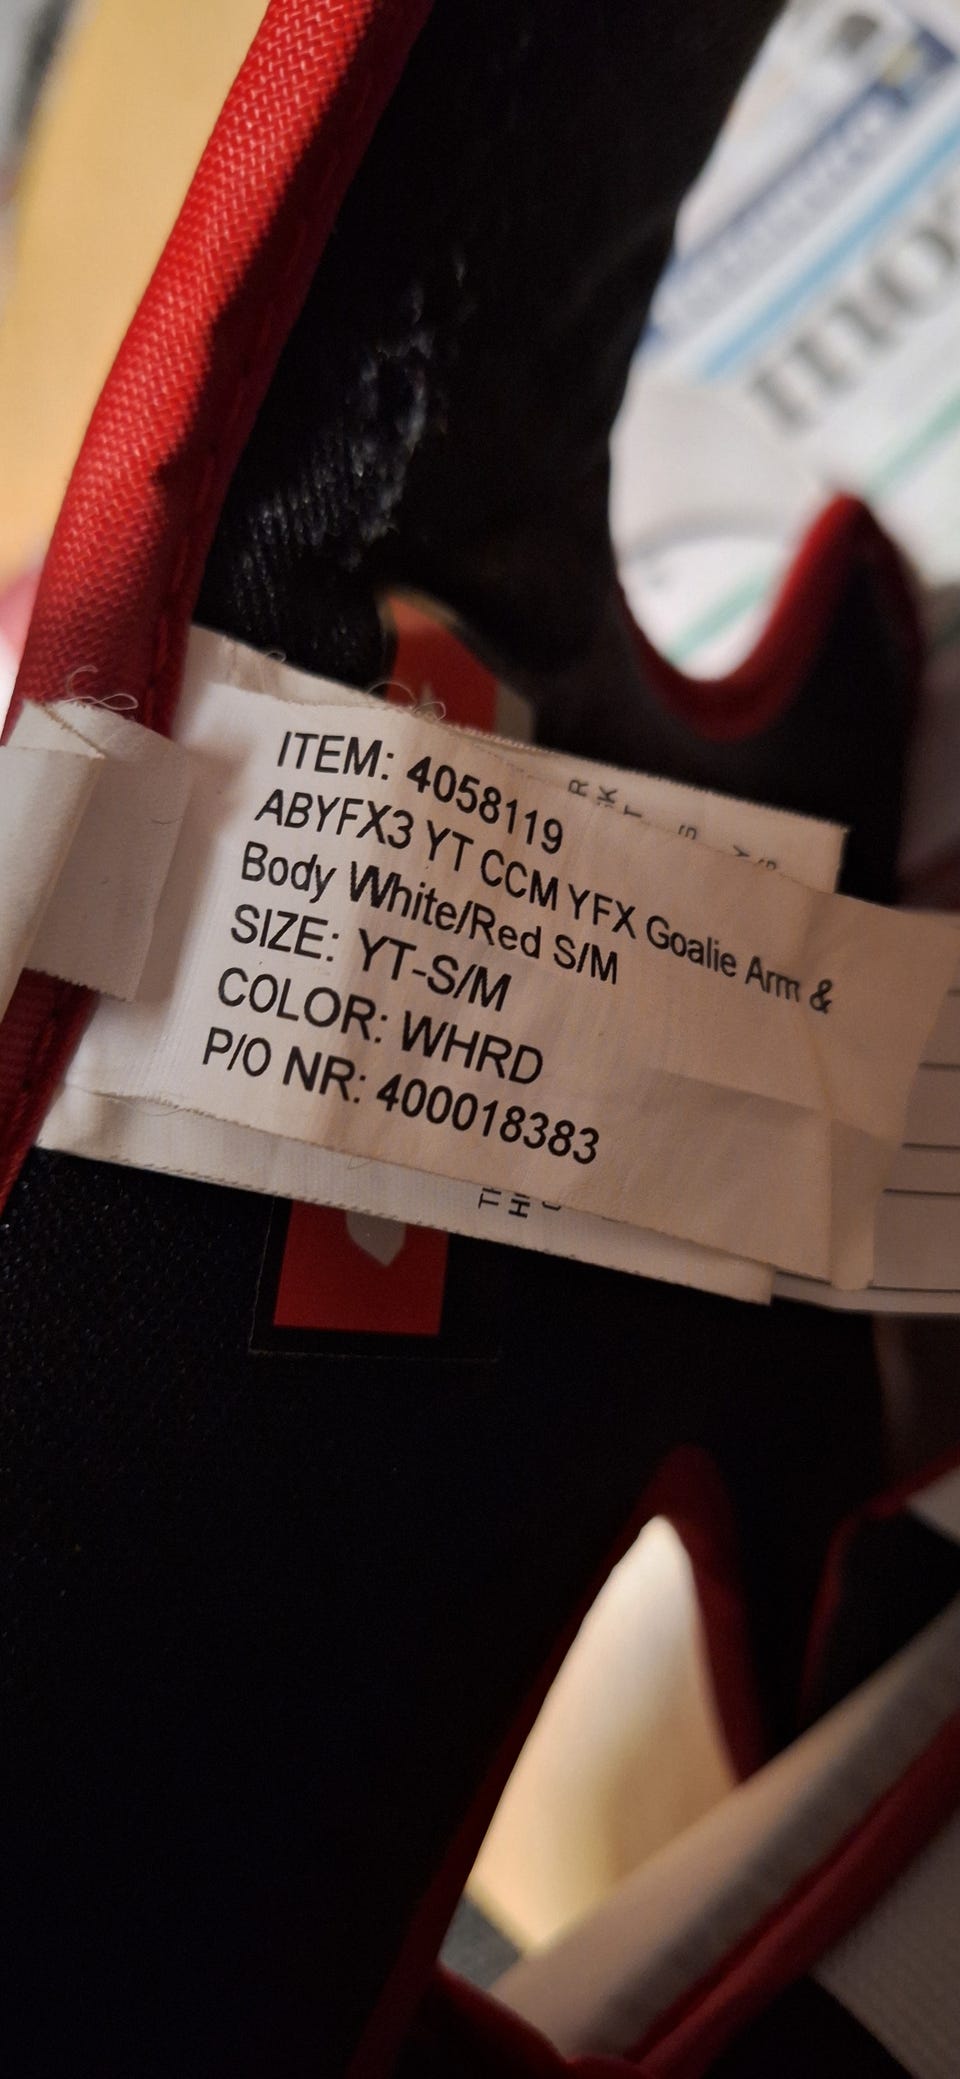 ITEM: 4058119
ABYFX3 YT CCM YFX Goalie Arm &
Body White/Red S/M
SIZE: YT-S/M
COLOR: WHRD
P/O NR: 400018383